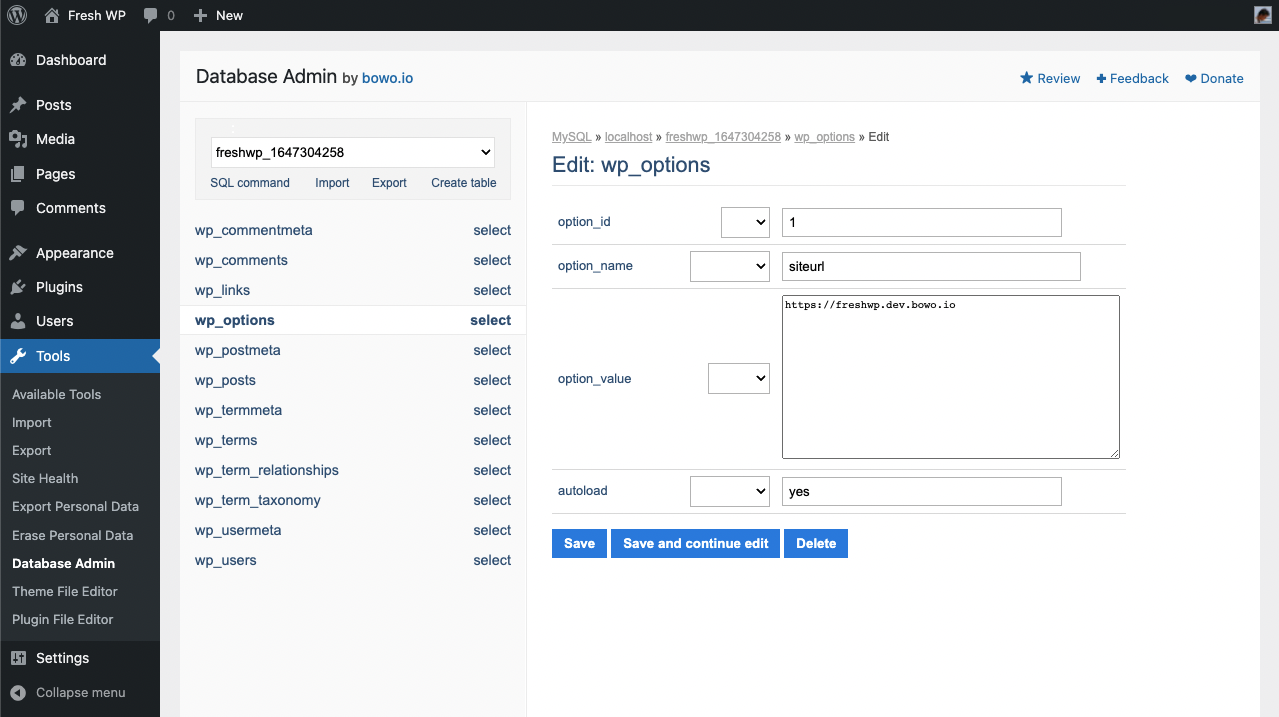 Fresh WP 0 New
Dashboard
Posts
Media
Pages
Comments
Appearance
Plugins
Users
Tools
Available Tools
Import
Export
Site Health
Export Personal Data
Erase Personal Data
Database Admin
Theme File Editor
Plugin File Editor
Settings
Collapse menu
Database Admin by bowo.io
Review Feedback Donate
freshwp_1647304258
SQL command Import Export Create table
wp_commentmeta select
wp_comments select
wp_links select
wp_options select
wp_postmeta select
wp_posts select
wp_termmeta select
wp_terms select
wp_term_relationships select
wp_term_taxonomy select
wp_usermeta select
wp_users select
MySQL » localhost » freshwp_1647304258 » wp_options » Edit
Edit: wp_options
option_id 1
option_name siteurl
option_value https://freshwp.dev.bowo.io
autoload yes
Save Save and continue edit Delete